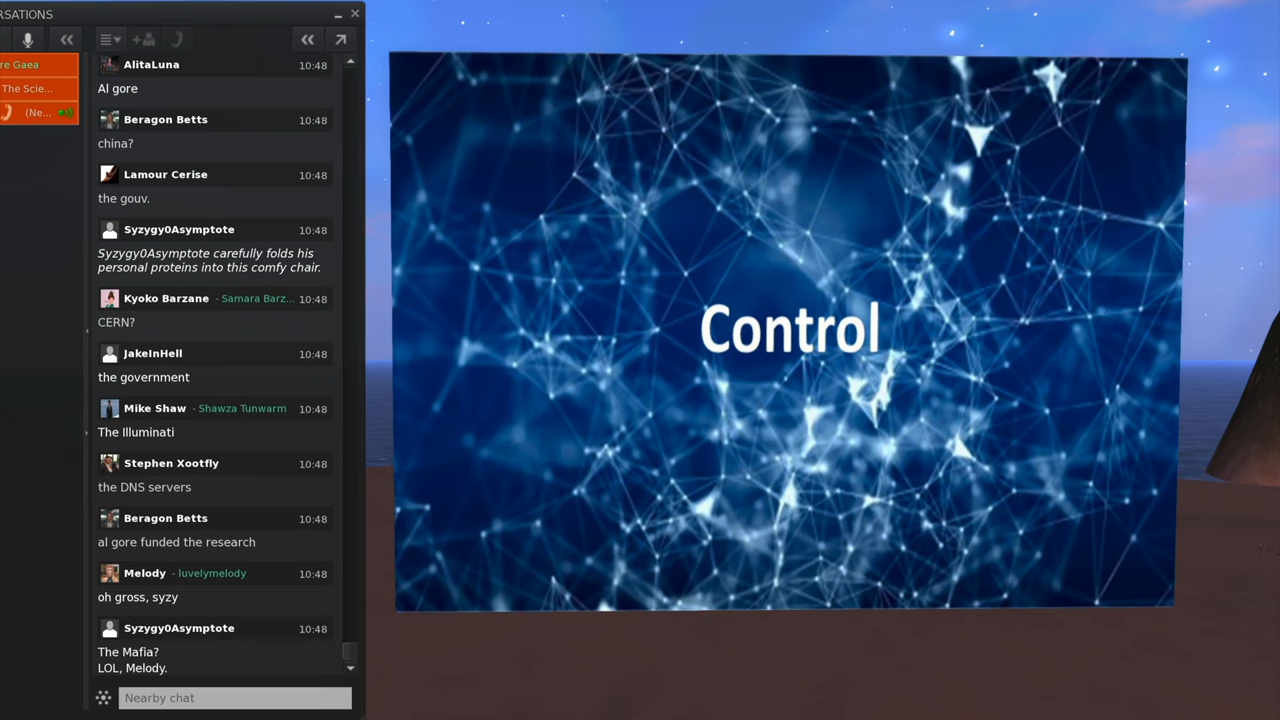 RSATIONS
re Gaea
The Scie...
(Ne...
AlitaLuna 10:48
Al gore
Beragon Betts 10:48
china?
Lamour Cerise 10:48
the gouv.
Syzygy0Asymptote 10:48
Syzygy0Asymptote carefully folds his
personal proteins into this comfy chair.
Kyoko Barzane - Samara Barz... 10:48
CERN?
JakeInHell 10:48
the government
Mike Shaw - Shawza Tunwarm 10:48
The Illuminati
Stephen Xootfly 10:48
the DNS servers
Beragon Betts 10:48
al gore funded the research
Melody - luvelymelody 10:48
oh gross, syzy
Syzygy0Asymptote 10:48
The Mafia?
LOL, Melody.
Nearby chat
Control